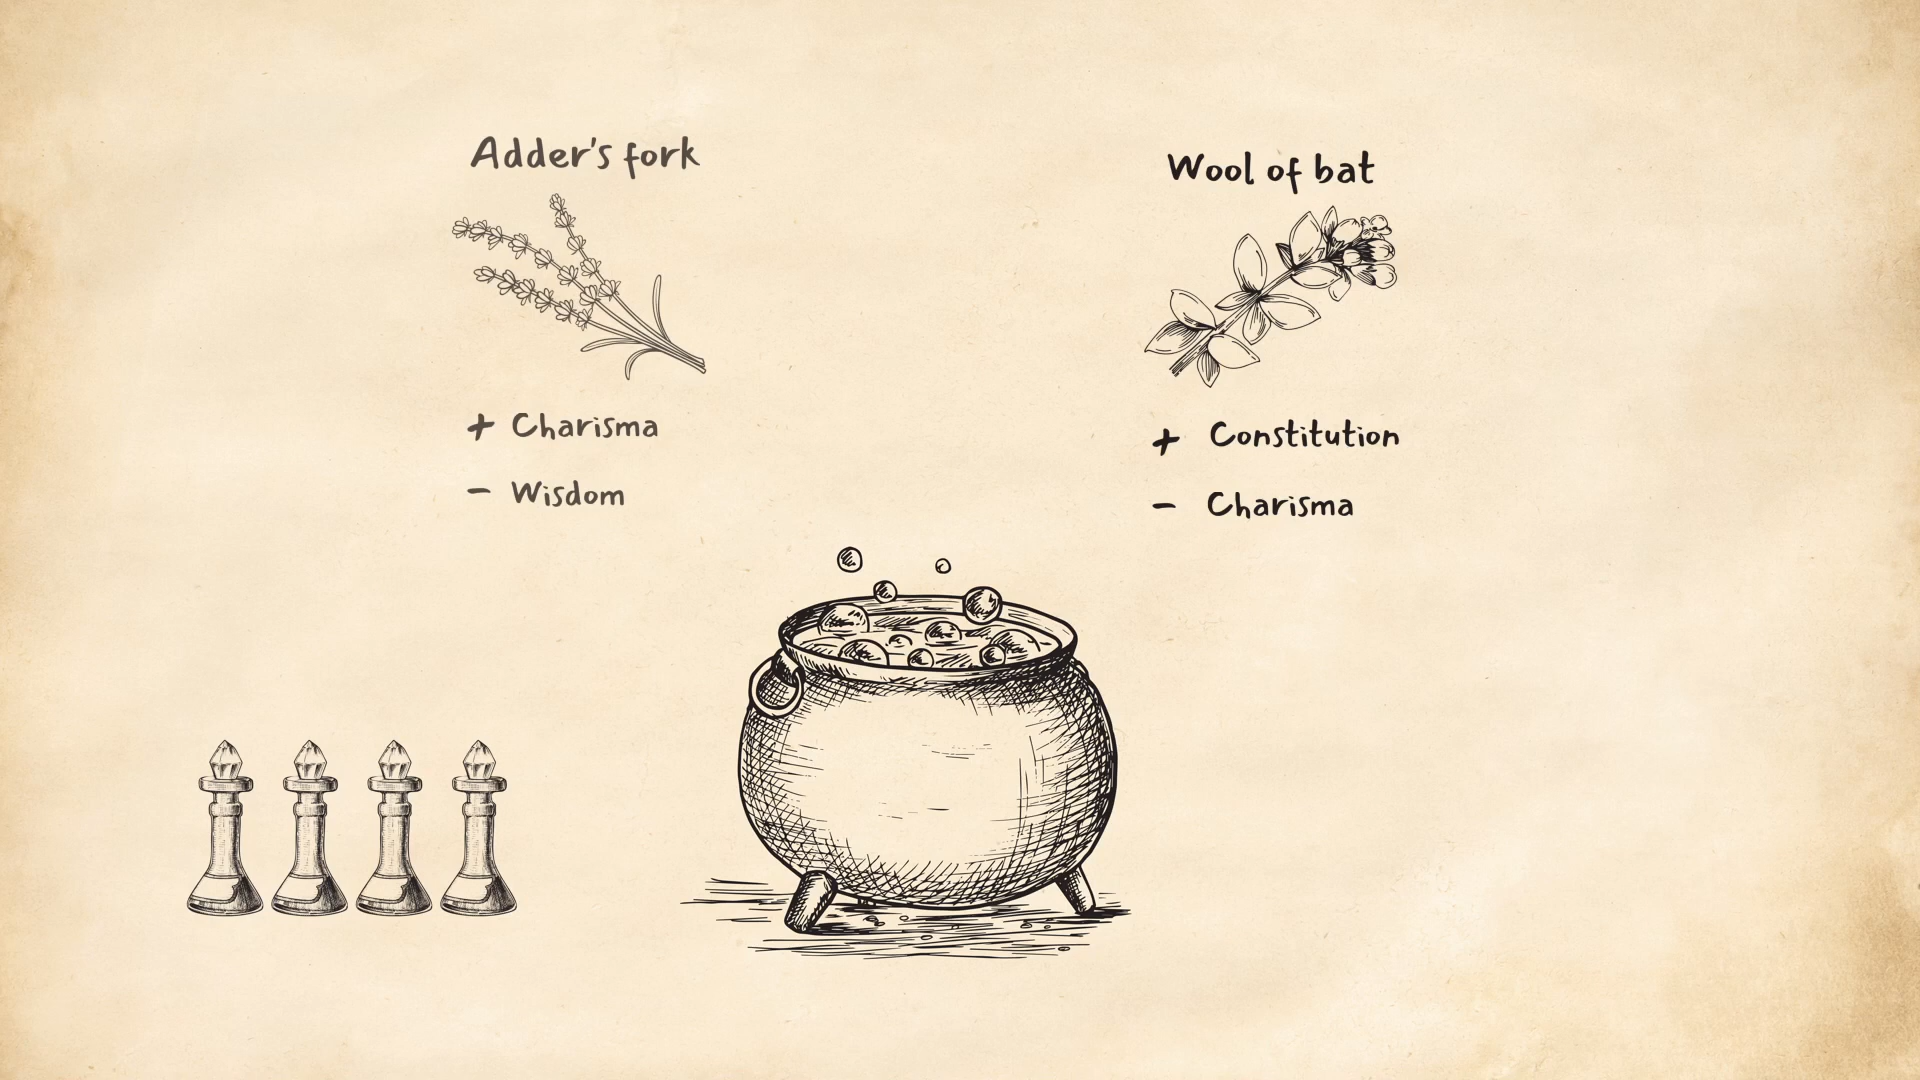 Adder's fork
+ Charisma
- Wisdom
Wool of bat
+ Constitution
- Charisma